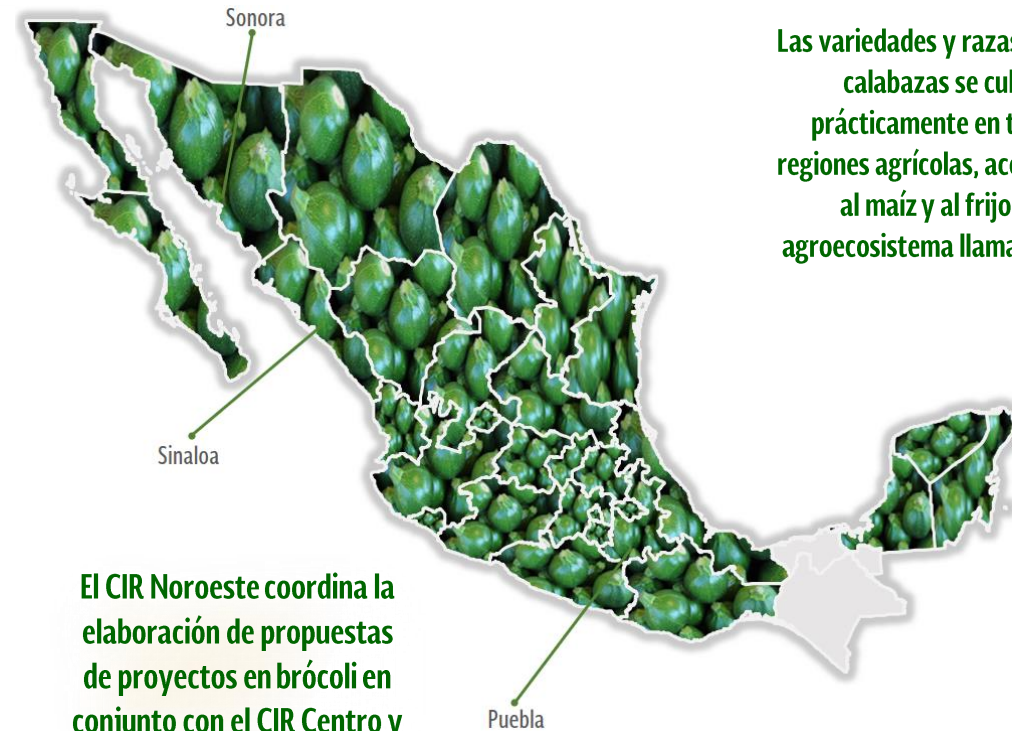 Sonora
Las variedades y razas
calabazas se cul
prácticamente en t
regiones agrícolas, aco
al maíz y al frijo
agroecosistema llama
Sinaloa
El CIR Noroeste coordina la
elaboración de propuestas
de proyectos en brócoli en
conjunto con el CIR Centro y
Puebla